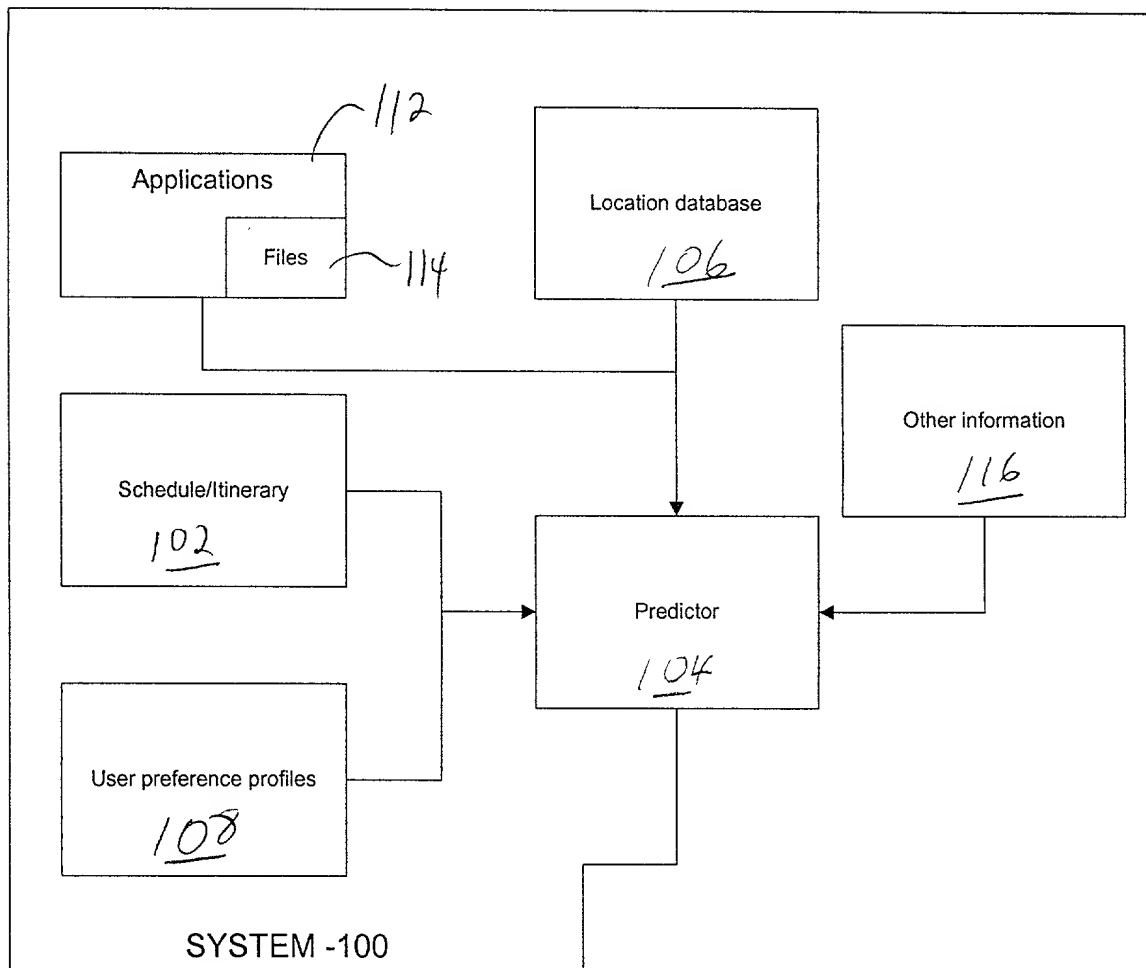 112
Applications
Files
114
Location database
106
Other information
116
Schedule/Itinerary
102
Predictor
104
User preference profiles
108
SYSTEM -100